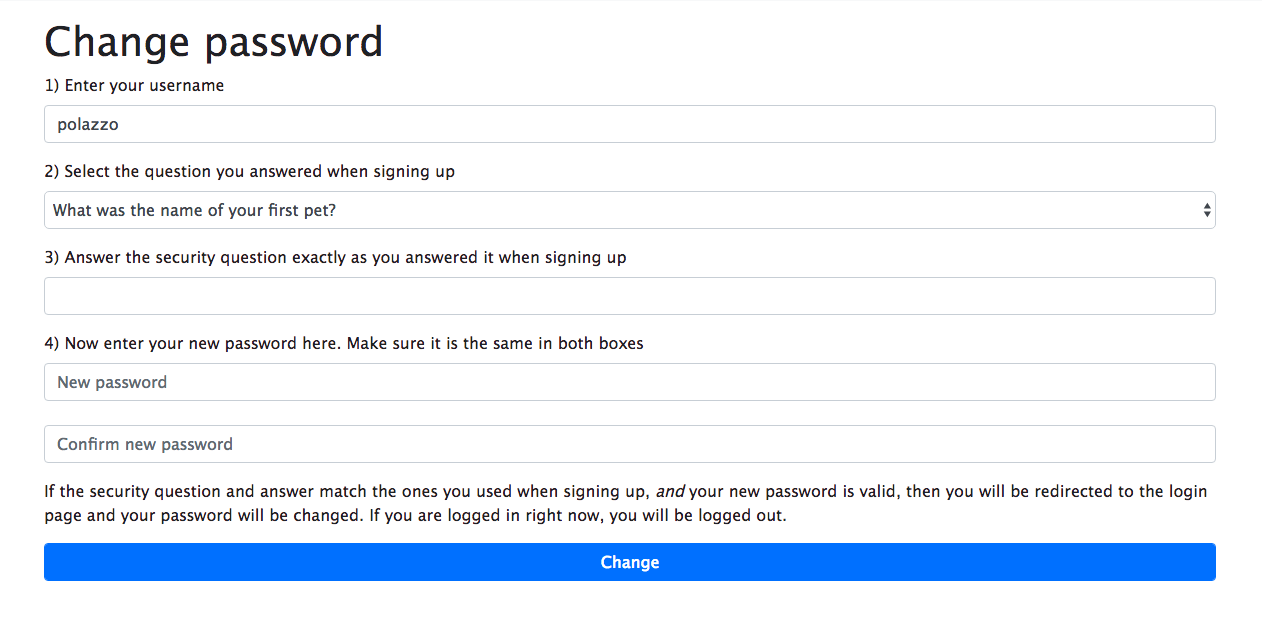 Change password
1) Enter your username
polazzo
2) Select the question you answered when signing up
What was the name of your first pet?
3) Answer the security question exactly as you answered it when signing up
4) Now enter your new password here. Make sure it is the same in both boxes
New password
Confirm new password
If the security question and answer match the ones you used when signing up, and your new password is valid, then you will be redirected to the login
page and your password will be changed. If you are logged in right now, you will be logged out.
Change